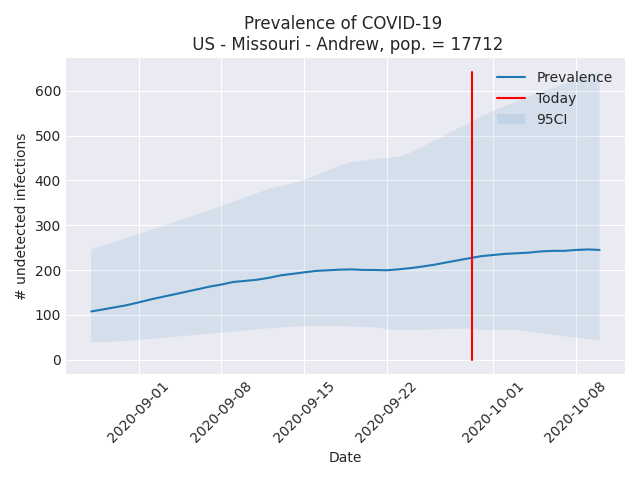 Prevalence of COVID-19
US - Missouri - Andrew, pop. = 17712
Prevalence
Today
95CI
# undetected infections
600
500
400
300
200
100
0
2020-09-01
2020-09-08
2020-09-15
2020-09-22
2020-10-01
2020-10-08
Date